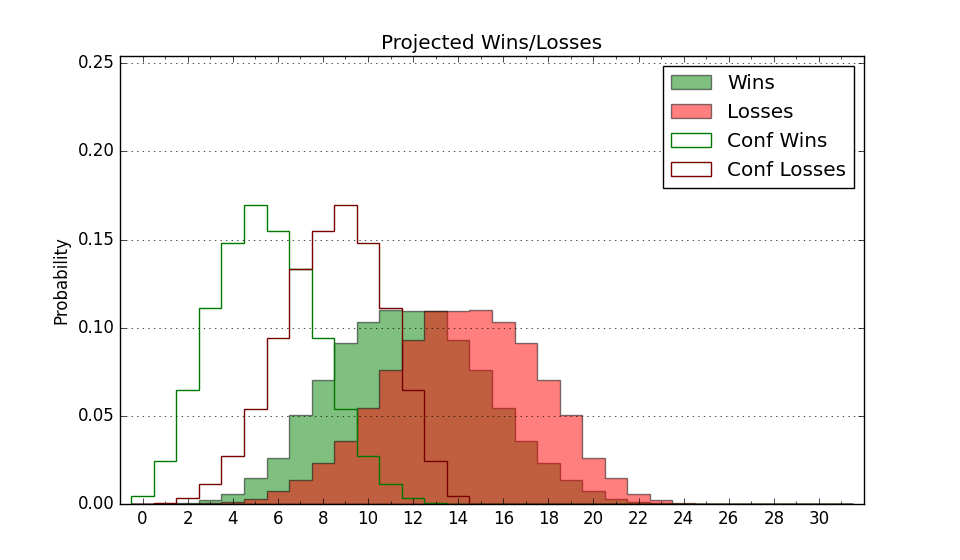 Projected Wins/Losses
0.25
0.20
0.15
0.10
0.05
0.00
Probability
Wins
Losses
Conf Wins
Conf Losses
0 2 4 6 8 10 12 14 16 18 20 22 24 26 28 30